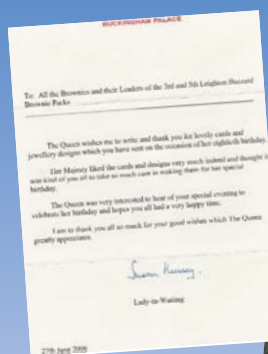 BUCKINGHAM PALACE
To: All the Brownies and their Leaders of the 3rd and 5th Leighton Buzzard
Brownie Packs
The Queen wishes me to write and thank you for lovely cards and
jewellery designs which you have sent on the occasion of her eightieth birthday.
Her Majesty liked the cards and designs very much indeed and thought it
was kind of you all to take so much care in making them for her special
birthday.
The Queen was very interested to hear of your special evening to
celebrate her birthday and hopes you all had a very happy time.
I am to thank you all so much for your good wishes which The Queen
greatly appreciates.
Susan Hussey.
Lady-in-Waiting
27th June 2006